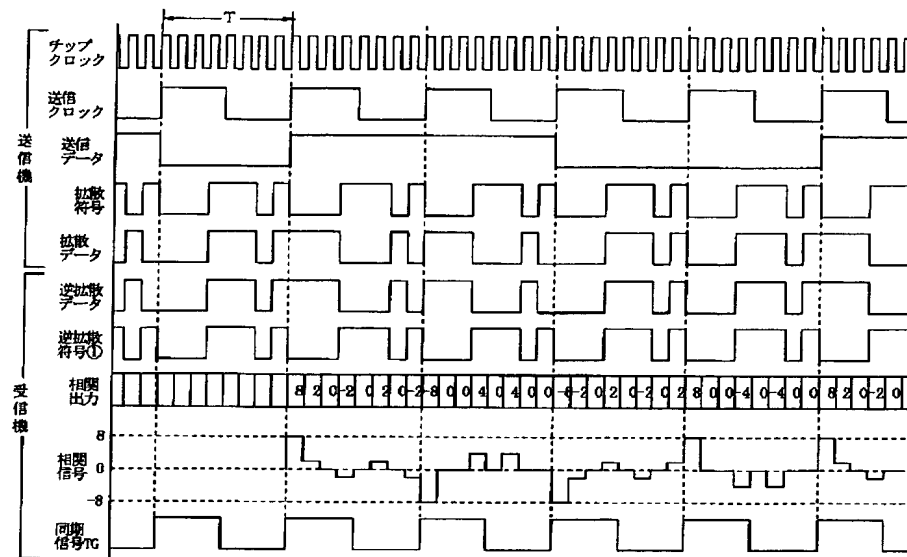 T
チップ
クロック
送信
クロック
送信
データ
拡散
符号
拡散
データ
送信機
逆拡散
データ
逆拡散
符号①
相関
出力
8 2 0 -2 0 2 0 -2 -8 0 0 4 0 4 0 0 -8 -2 0 2 0 -2 0 2 8 0 0 -4 0 -4 0 0 8 2 0 -2 0
8
相関
信号
0
-8
同期
信号TG
受信機